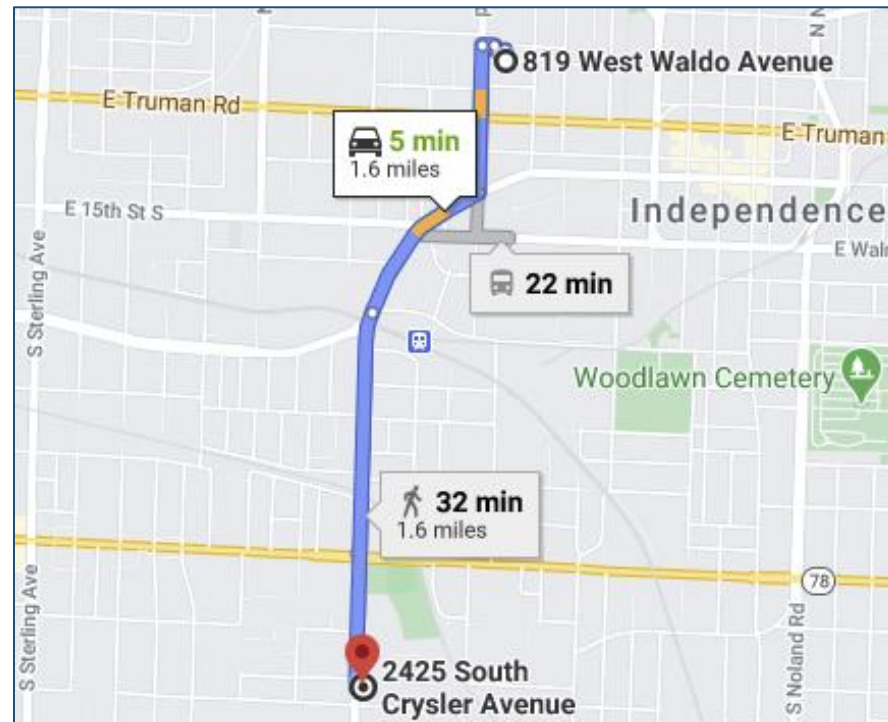 819 West Waldo Avenue
E Truman Rd
E Truman
5 min
1.6 miles
E 15th St S
Independence
E Waln
22 min
S Sterling Ave
Woodlawn Cemetery
32 min
1.6 miles
78
S Sterling Ave
S Noland Rd
2425 South
Crysler Avenue